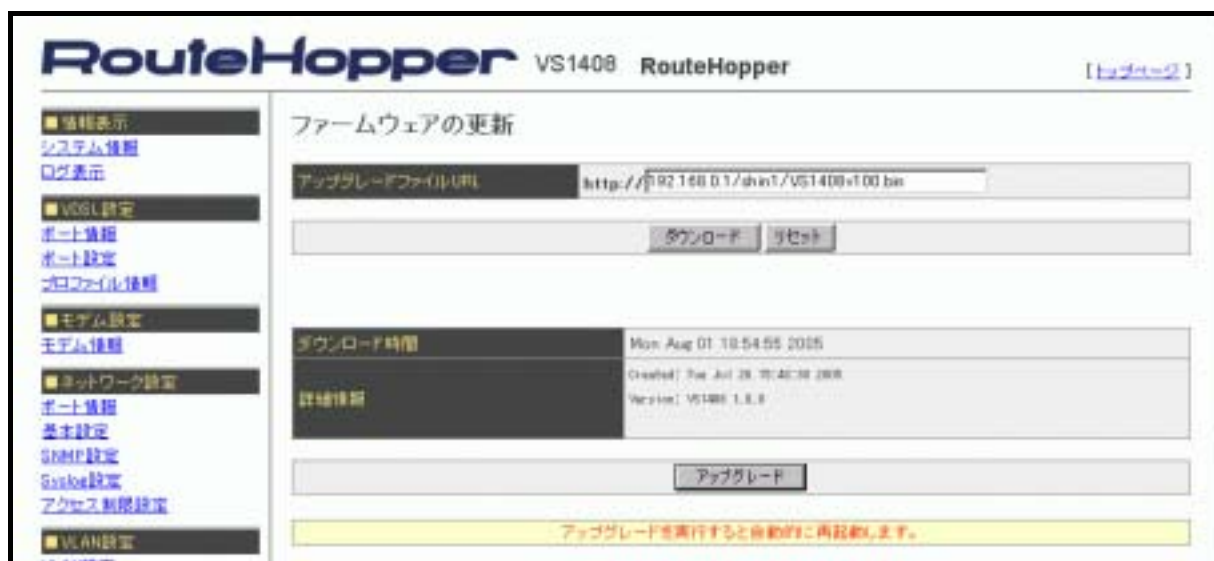 RouteHopper VS1408 RouteHopper [トップページ]
■情報表示
システム情報
ログ表示
■VDSL設定
ポート情報
ポート設定
プロファイル情報
■モデム設定
モデム情報
■ネットワーク設定
ポート情報
基本設定
SNMP設定
Syslog設定
アクセス制限設定
■VLAN設定
ファームウェアの更新
アップグレードファイルURL http://192.168.0.1/shin1/VS1408v100.bin
ダウンロード リセット
ダウンロード時間 Mon Aug 01 18:54:55 2005
詳細情報
Created: Tue Jul 26
Version: VS1408 1.0.0
アップグレード
アップグレードを実行すると自動的に再起動します。